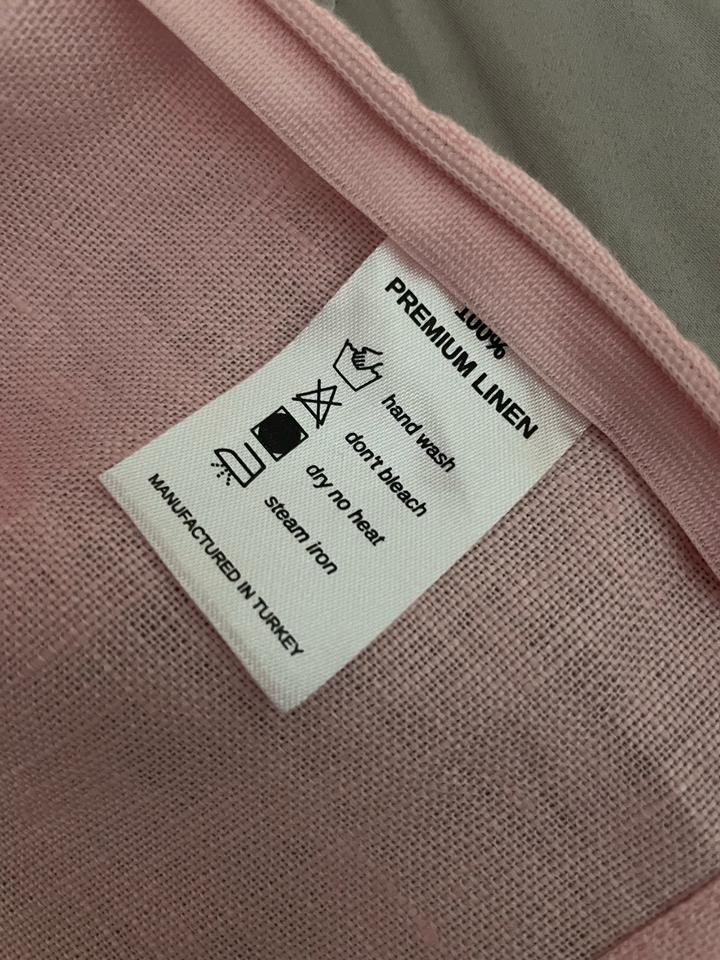 100%
PREMIUM LINEN
hand wash
don't bleach
dry no heat
steam iron
MANUFACTURED IN TURKEY